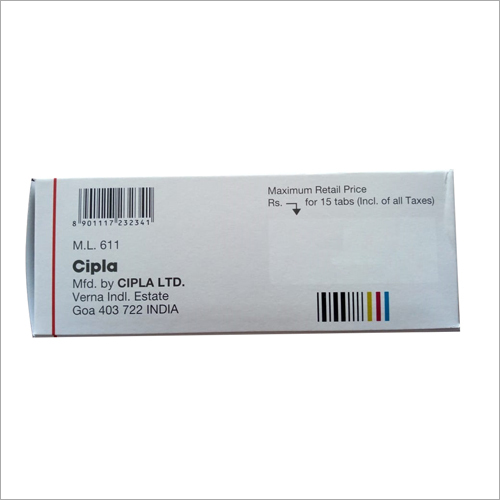 8 901117 232341
Maximum Retail Price
Rs. for 15 tabs (Incl. of all Taxes)
M.L. 611
Cipla
Mfd. by CIPLA LTD.
Verna Indl. Estate
Goa 403 722 INDIA